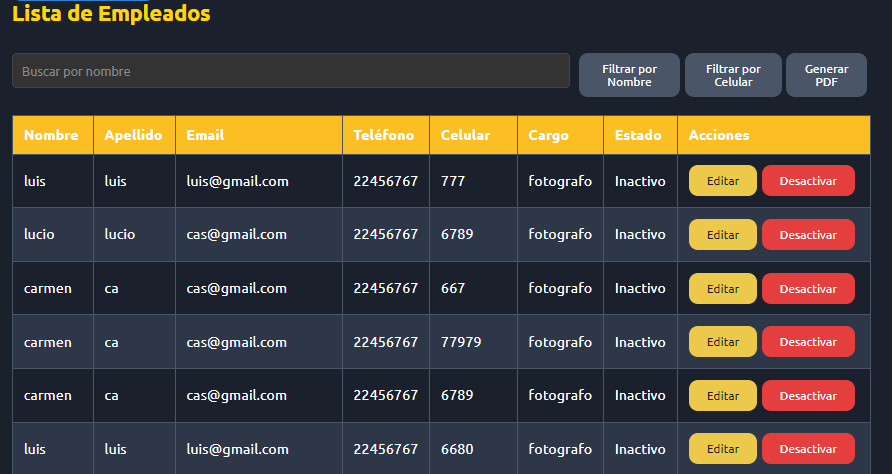 Lista de Empleados
Buscar por nombre
Filtrar por
Nombre
Filtrar por
Celular
Generar
PDF
Nombre Apellido Email Teléfono Celular Cargo Estado Acciones
luis luis luis@gmail.com 22456767 777 fotografo Inactivo Editar Desactivar
lucio lucio cas@gmail.com 22456767 6789 fotografo Inactivo Editar Desactivar
carmen ca cas@gmail.com 22456767 667 fotografo Inactivo Editar Desactivar
carmen ca cas@gmail.com 22456767 77979 fotografo Inactivo Editar Desactivar
carmen ca cas@gmail.com 22456767 6789 fotografo Inactivo Editar Desactivar
luis luis luis@gmail.com 22456767 6680 fotografo Inactivo Editar Desactivar